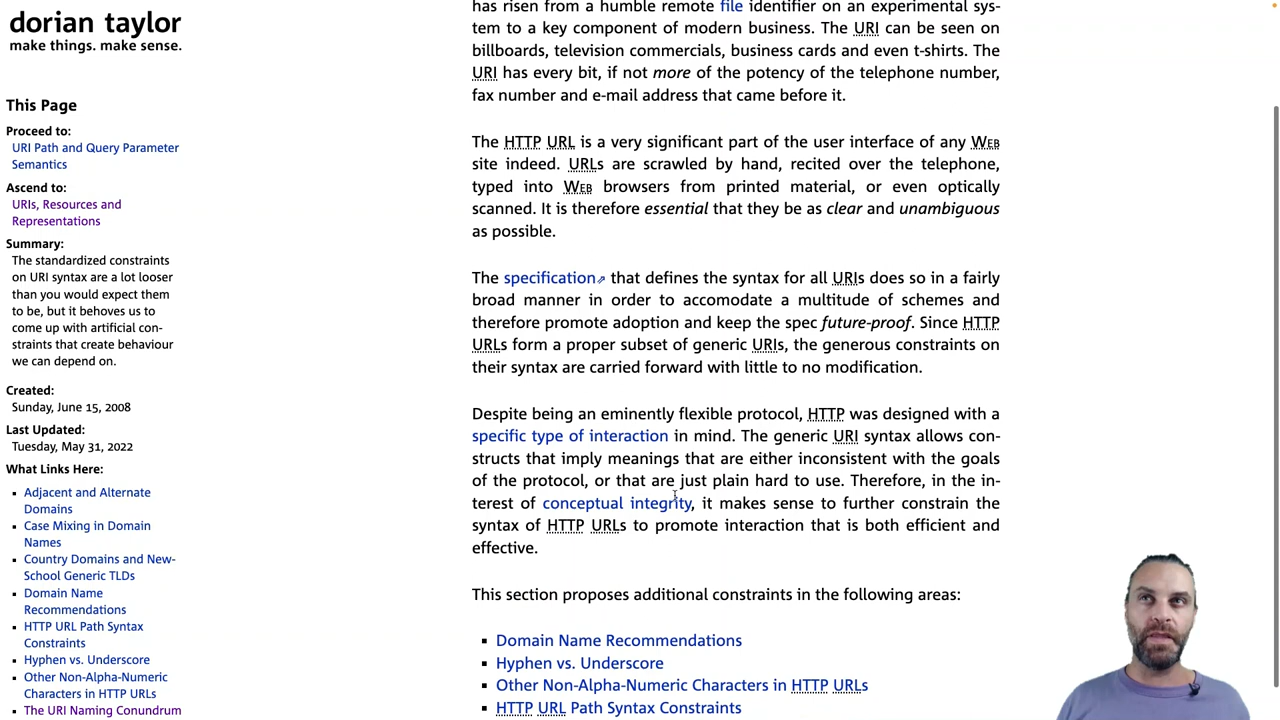 dorian taylor
make things. make sense.
This Page
Proceed to:
URI Path and Query Parameter
Semantics
Ascend to:
URIs, Resources and
Representations
Summary:
The standardized constraints
on URI syntax are a lot looser
than you would expect them
to be, but it behoves us to
come up with artificial con-
straints that create behaviour
we can depend on.
Created:
Sunday, June 15, 2008
Last Updated:
Tuesday, May 31, 2022
What Links Here:
Adjacent and Alternate
Domains
Case Mixing in Domain
Names
Country Domains and New-
School Generic TLDs
Domain Name
Recommendations
HTTP URL Path Syntax
Constraints
Hyphen vs. Underscore
Other Non-Alpha-Numeric
Characters in HTTP URLs
The URI Naming Conundrum
has risen from a humble remote file identifier on an experimental sys-
tem to a key component of modern business. The URI can be seen on
billboards, television commercials, business cards and even t-shirts. The
URI has every bit, if not more of the potency of the telephone number,
fax number and e-mail address that came before it.
The HTTP URL is a very significant part of the user interface of any Web
site indeed. URLs are scrawled by hand, recited over the telephone,
typed into Web browsers from printed material, or even optically
scanned. It is therefore essential that they be as clear and unambiguous
as possible.
The specification⇗ that defines the syntax for all URIs does so in a fairly
broad manner in order to accomodate a multitude of schemes and
therefore promote adoption and keep the spec future-proof. Since HTTP
URLs form a proper subset of generic URIs, the generous constraints on
their syntax are carried forward with little to no modification.
Despite being an eminently flexible protocol, HTTP was designed with a
specific type of interaction in mind. The generic URI syntax allows con-
structs that imply meanings that are either inconsistent with the goals
of the protocol, or that are just plain hard to use. Therefore, in the in-
terest of conceptual integrity, it makes sense to further constrain the
syntax of HTTP URLs to promote interaction that is both efficient and
effective.
This section proposes additional constraints in the following areas:
Domain Name Recommendations
Hyphen vs. Underscore
Other Non-Alpha-Numeric Characters in HTTP URLs
HTTP URL Path Syntax Constraints